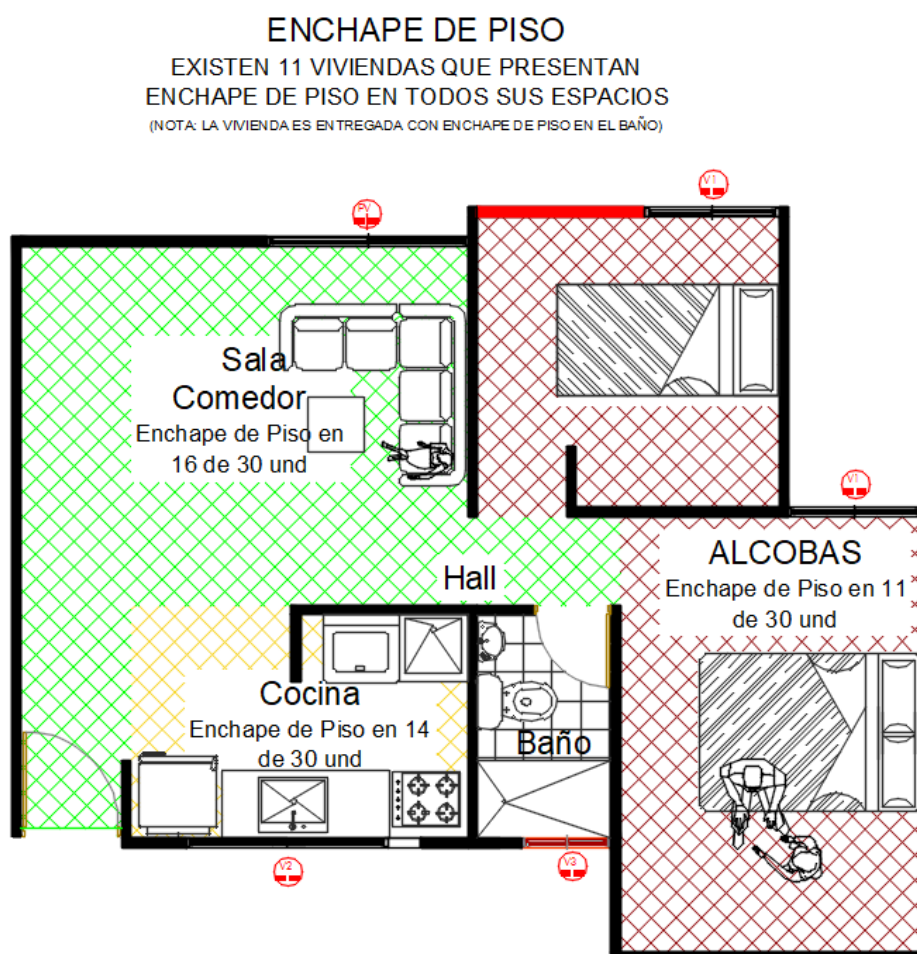 ENCHAPE DE PISO
EXISTEN 11 VIVIENDAS QUE PRESENTAN
ENCHAPE DE PISO EN TODOS SUS ESPACIOS
(NOTA: LA VIVIENDA ES ENTREGADA CON ENCHAPE DE PISO EN EL BAÑO)
V1
PV
Sala
Comedor
Enchape de Piso en
16 de 30 und
V1
ALCOBAS
Enchape de Piso en 11
de 30 und
Hall
Cocina
Enchape de Piso en 14
de 30 und
Baño
V2
V3